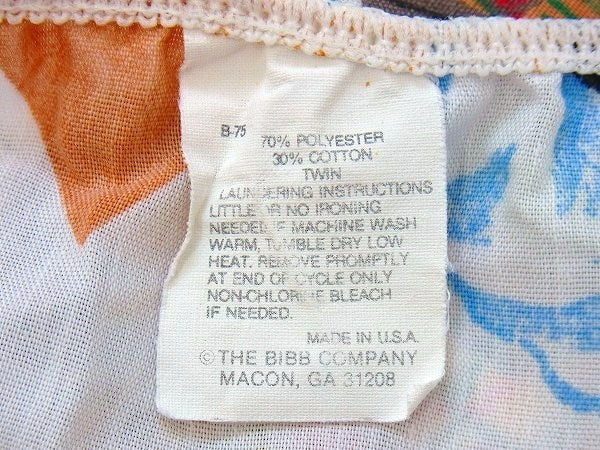 B-75 70% POLYESTER
30% COTTON
TWIN
LAUNDERING INSTRUCTIONS
LITTLE OR NO IRONING
NEEDED IF MACHINE WASH
WARM, TUMBLE DRY LOW
HEAT. REMOVE PROMPTLY
AT END OF CYCLE ONLY
NON-CHLORINE BLEACH
IF NEEDED.
MADE IN U.S.A.
© THE BIBB COMPANY
MACON, GA 31208